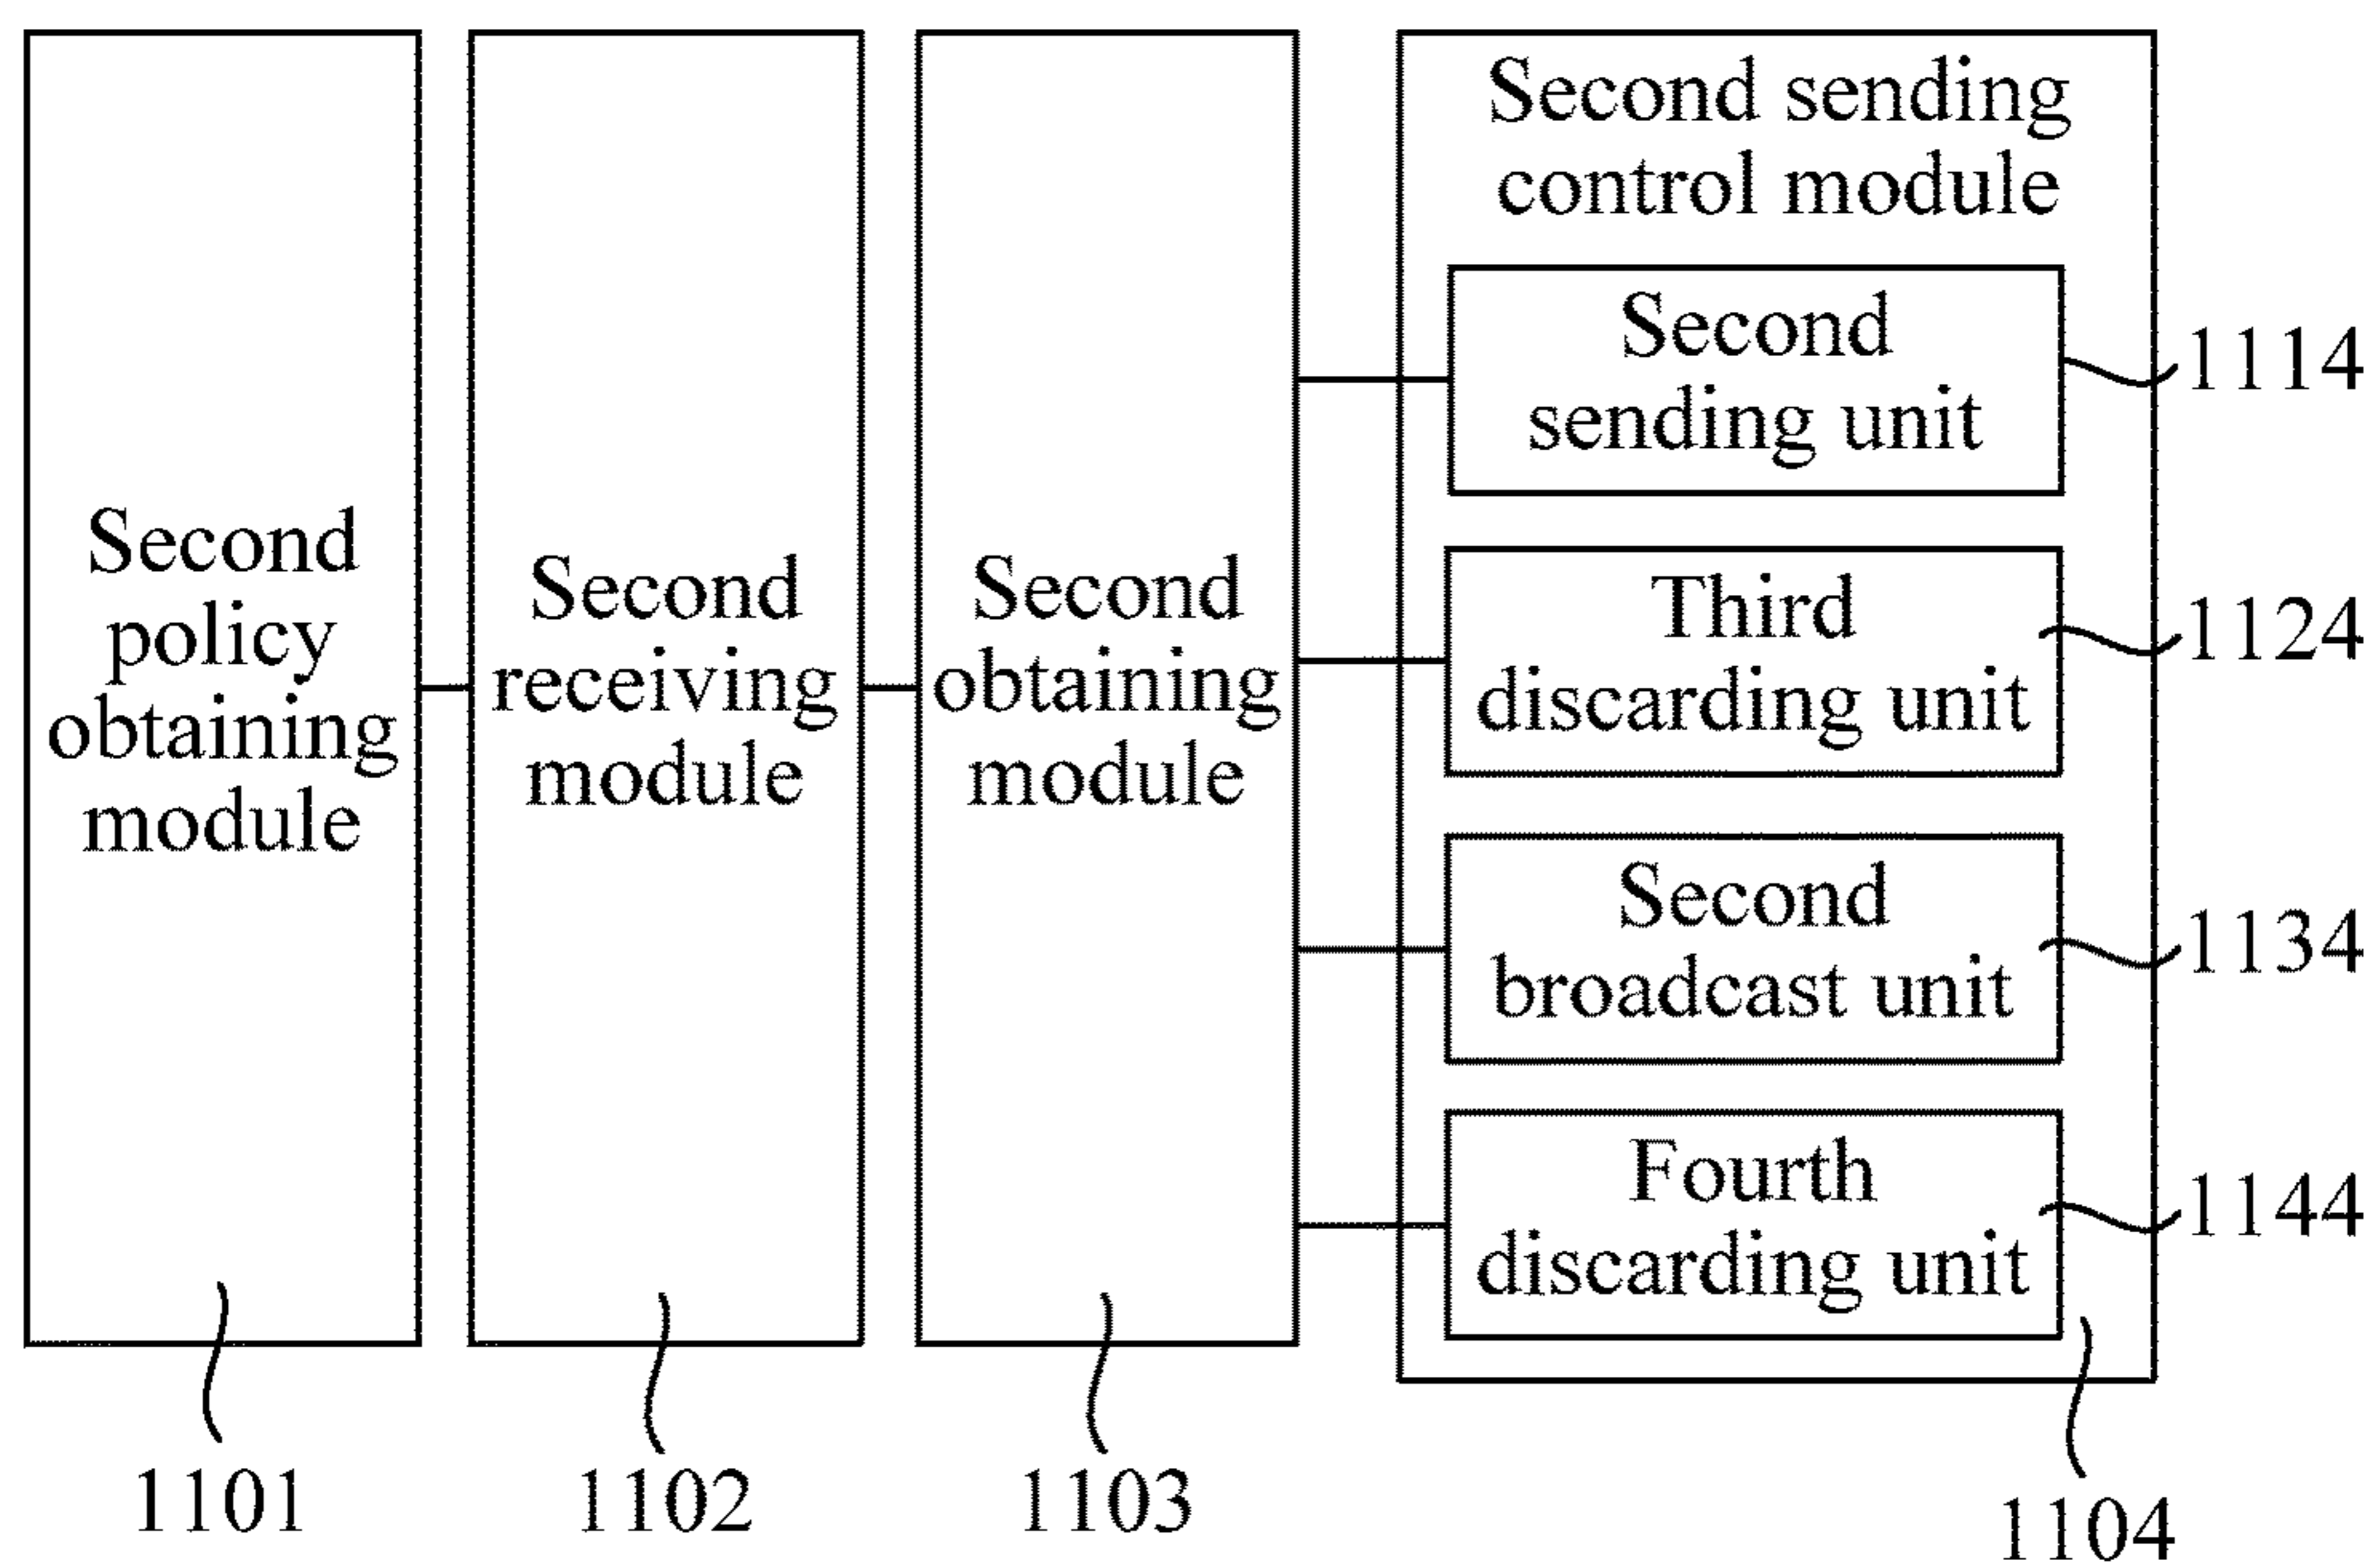 Second
policy
obtaining
module
Second
receiving
module
Second
obtaining
module
Second sending
control module
Second
sending unit
Third
discarding unit
Second
broadcast unit
Fourth
discarding unit
1114
1124
1134
1144
1101
1102
1103
1104